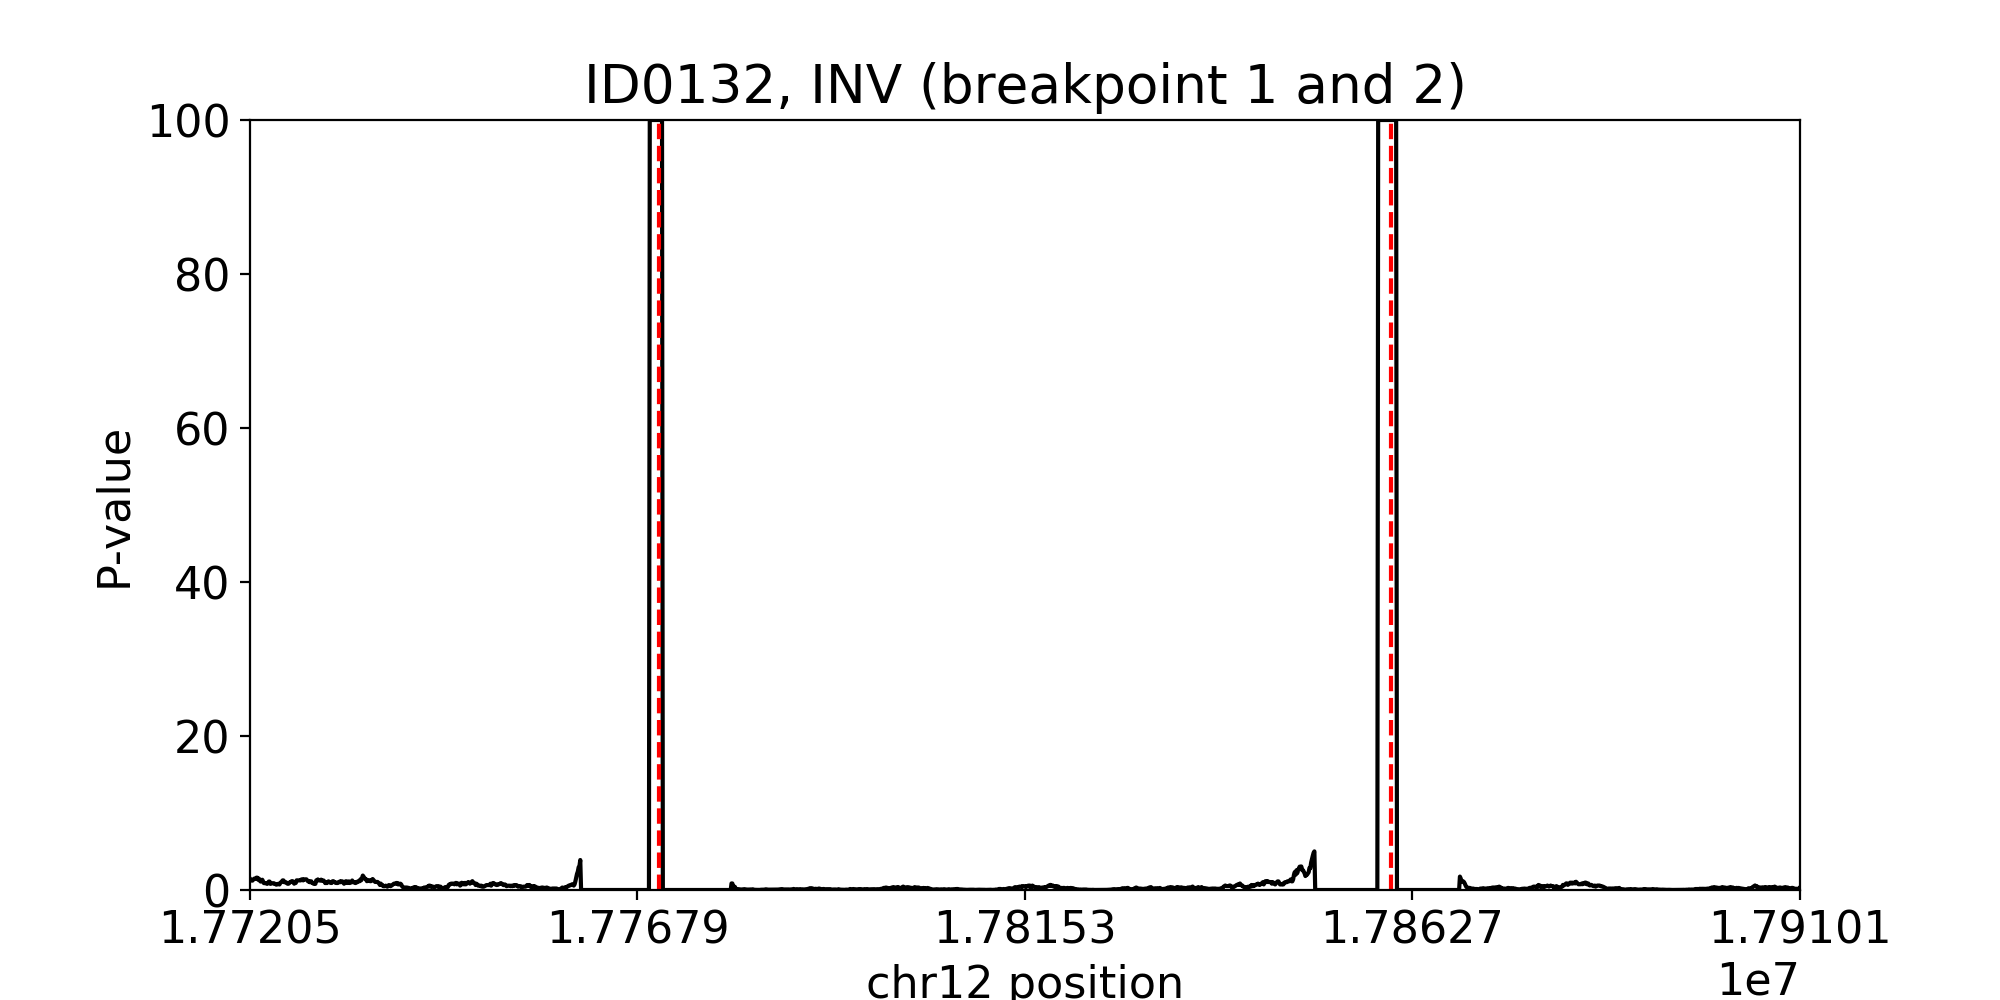 ID0132, INV (breakpoint 1 and 2)
100
80
60
40
20
0
P-value
1.77205 1.77679 1.78153 1.78627 1.79101
1e7
chr12 position